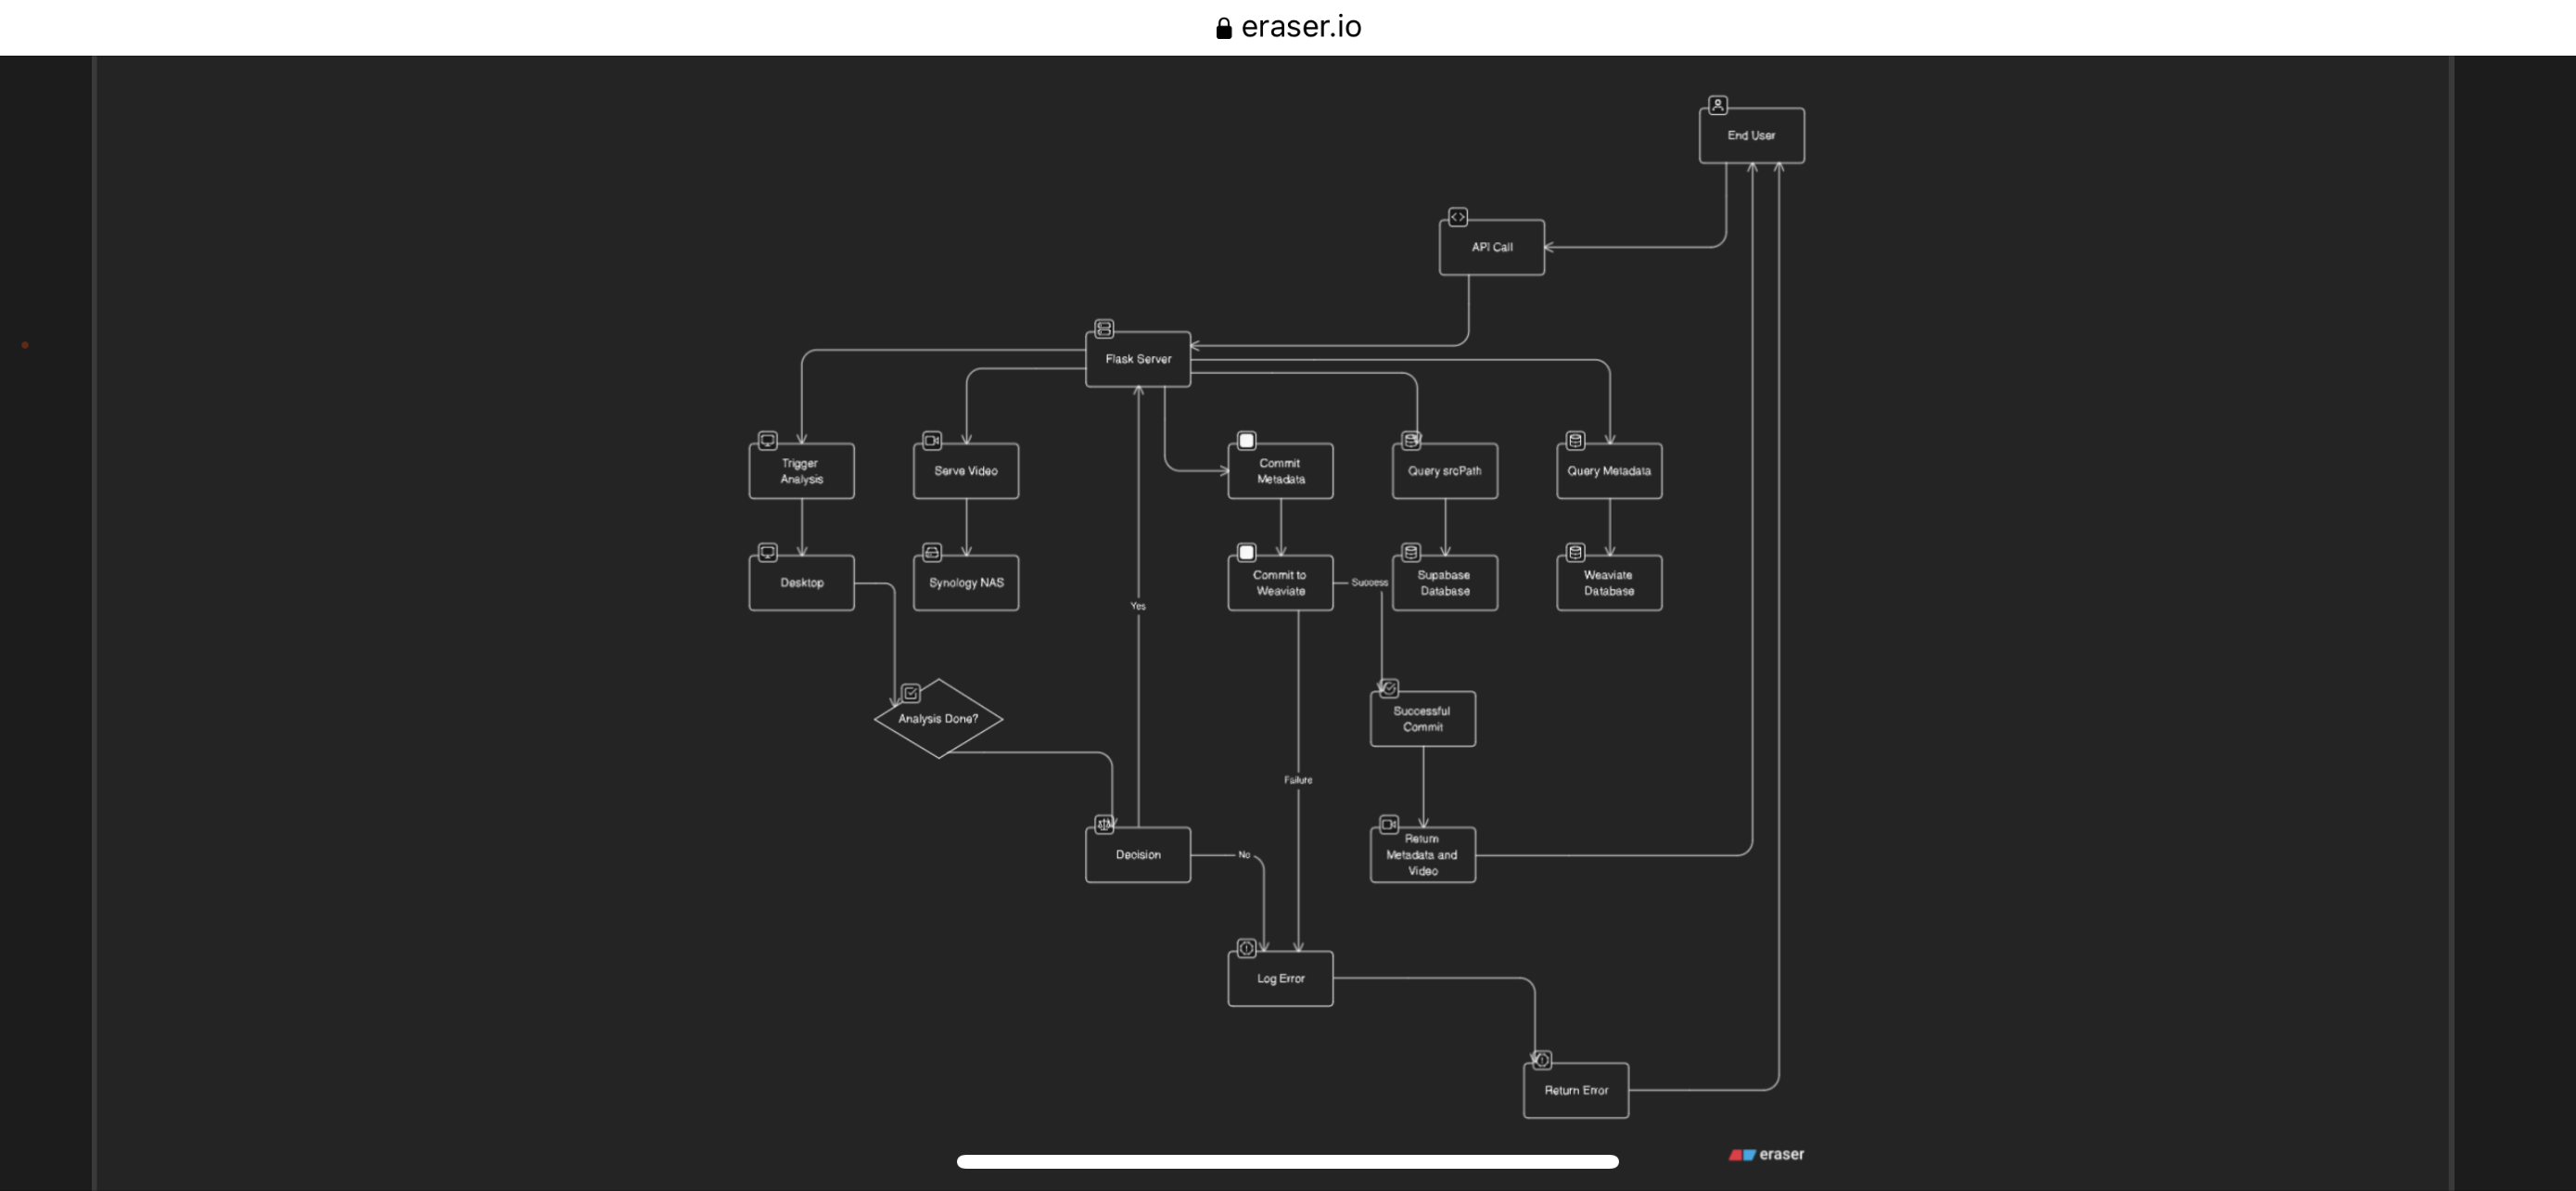 eraser.io
End User
API Call
Flask Server
Trigger
Analysis
Serve Video
Commit
Metadata
Query srcPath
Query Metadata
Desktop
Synology NAS
Commit to
Weaviate
Success
Supabase
Database
Weaviate
Database
Yes
Analysis Done?
Successful
Commit
Failure
Decision
No
Return
Metadata and
Video
Log Error
Return Error
eraser